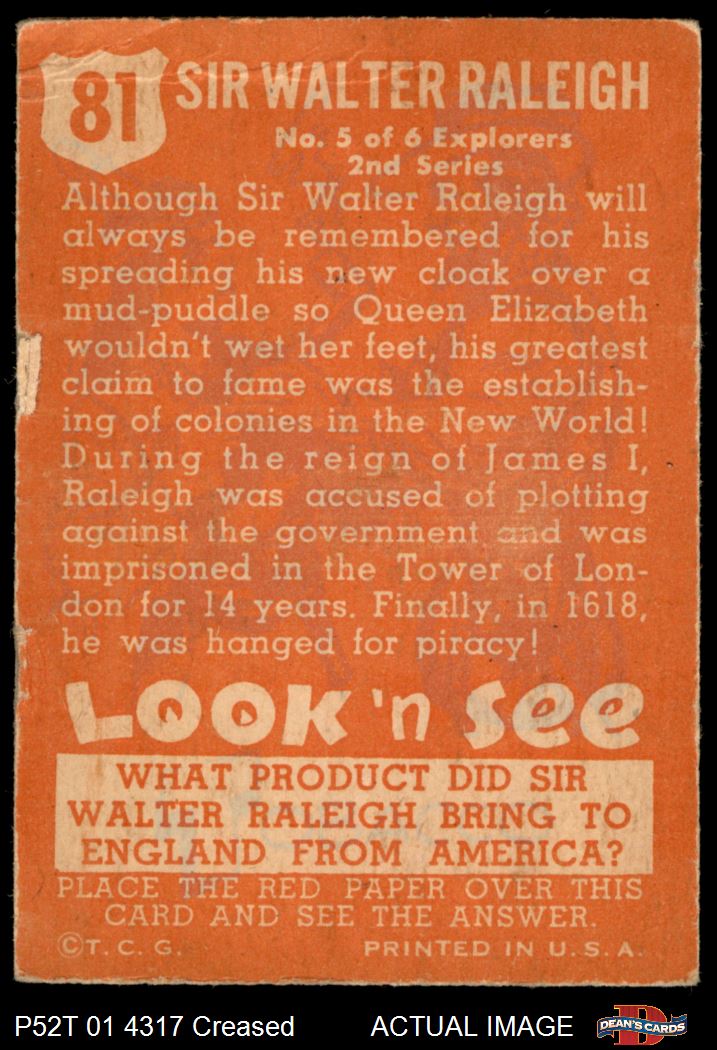 81
SIR WALTER RALEIGH
No. 5 of 6 Explorers
2nd Series
Although Sir Walter Raleigh will
always be remembered for his
spreading his new cloak over a
mud-puddle so Queen Elizabeth
wouldn't wet her feet, his greatest
claim to fame was the establish-
ing of colonies in the New World!
During the reign of James I,
Raleigh was accused of plotting
against the government and was
imprisoned in the Tower of Lon-
don for 14 years. Finally, in 1618,
he was hanged for piracy!
LOOK 'n See
WHAT PRODUCT DID SIR
WALTER RALEIGH BRING TO
ENGLAND FROM AMERICA?
PLACE THE RED PAPER OVER THIS
CARD AND SEE THE ANSWER.
©T. C. G. PRINTED IN U. S. A.
P52T 01 4317 Creased ACTUAL IMAGE
D
DEAN'S CARDS